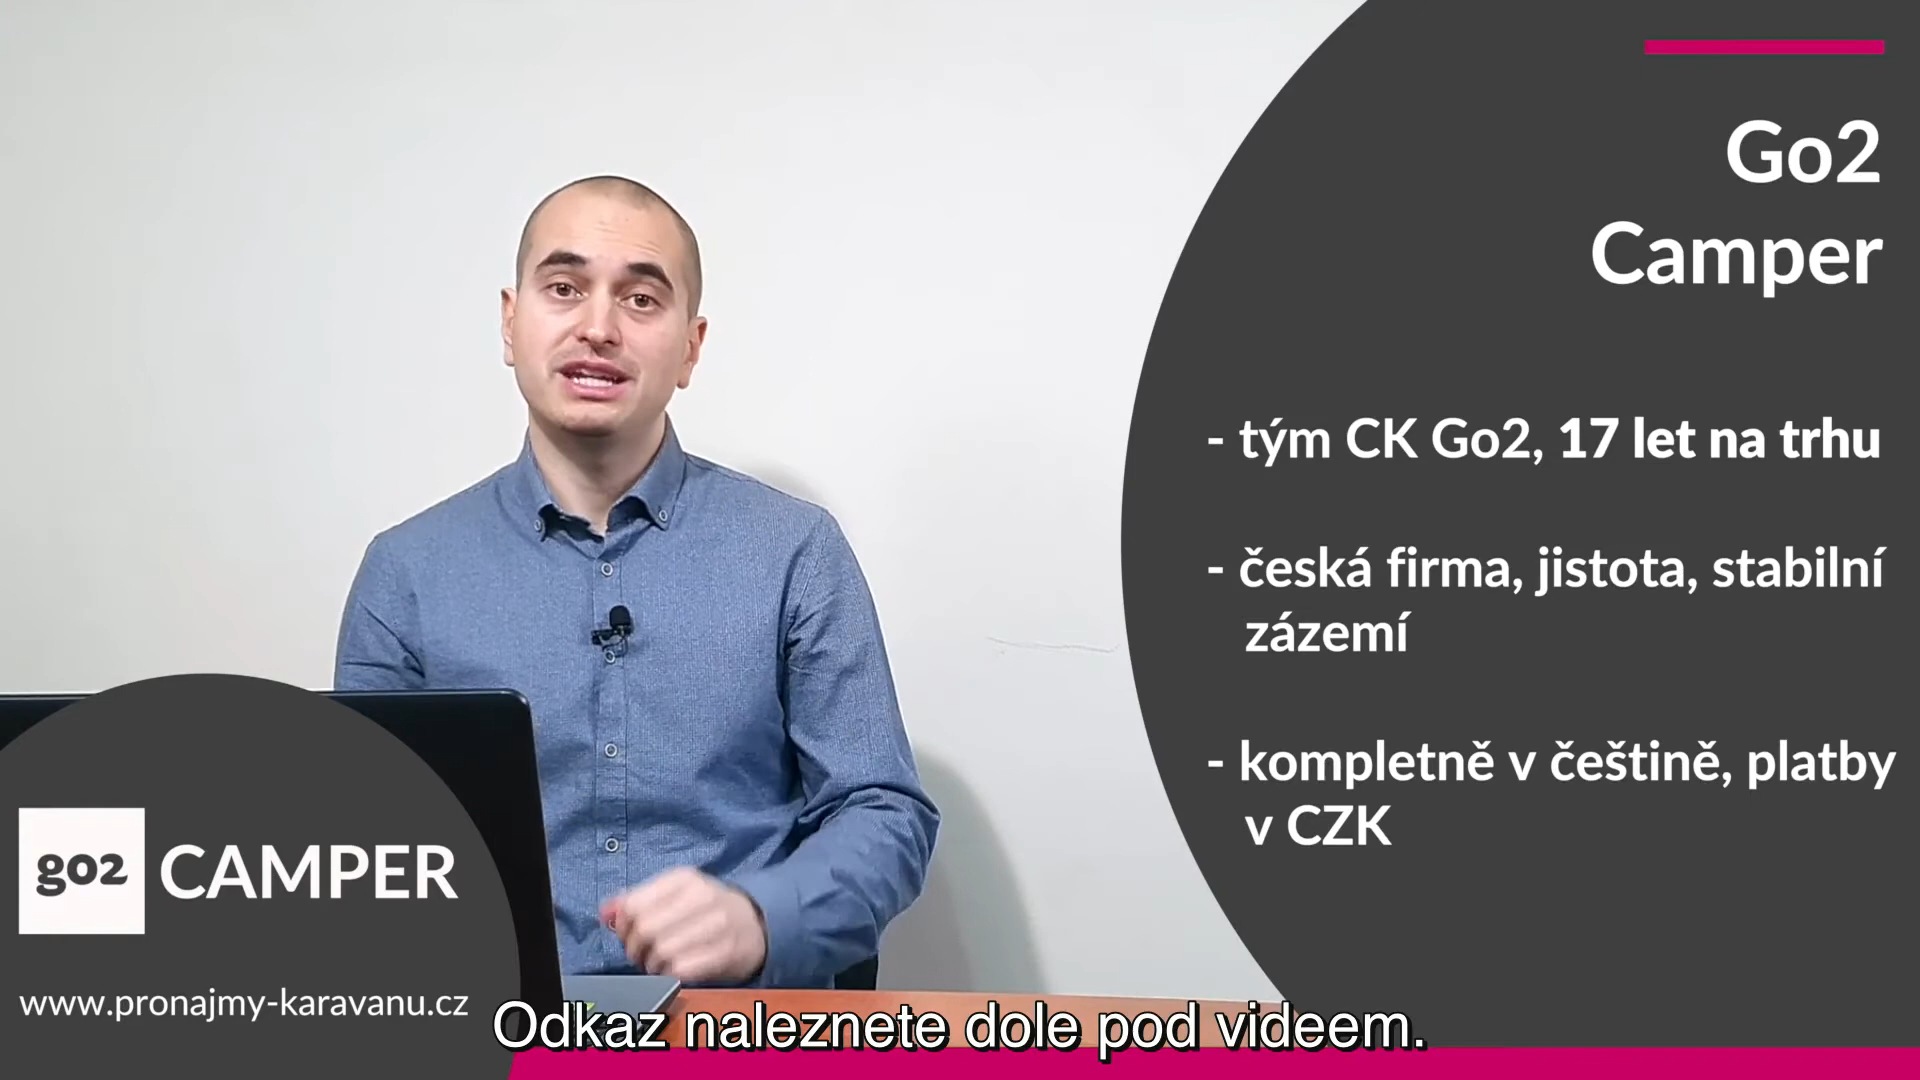 Go2
Camper
- tým CK Go2, 17 let na trhu
- česká firma, jistota, stabilní
zázemí
- kompletně v češtině, platby
v CZK
go2 CAMPER
www.pronajmy-karavanu.cz
Odkaz naleznete dole pod videem.